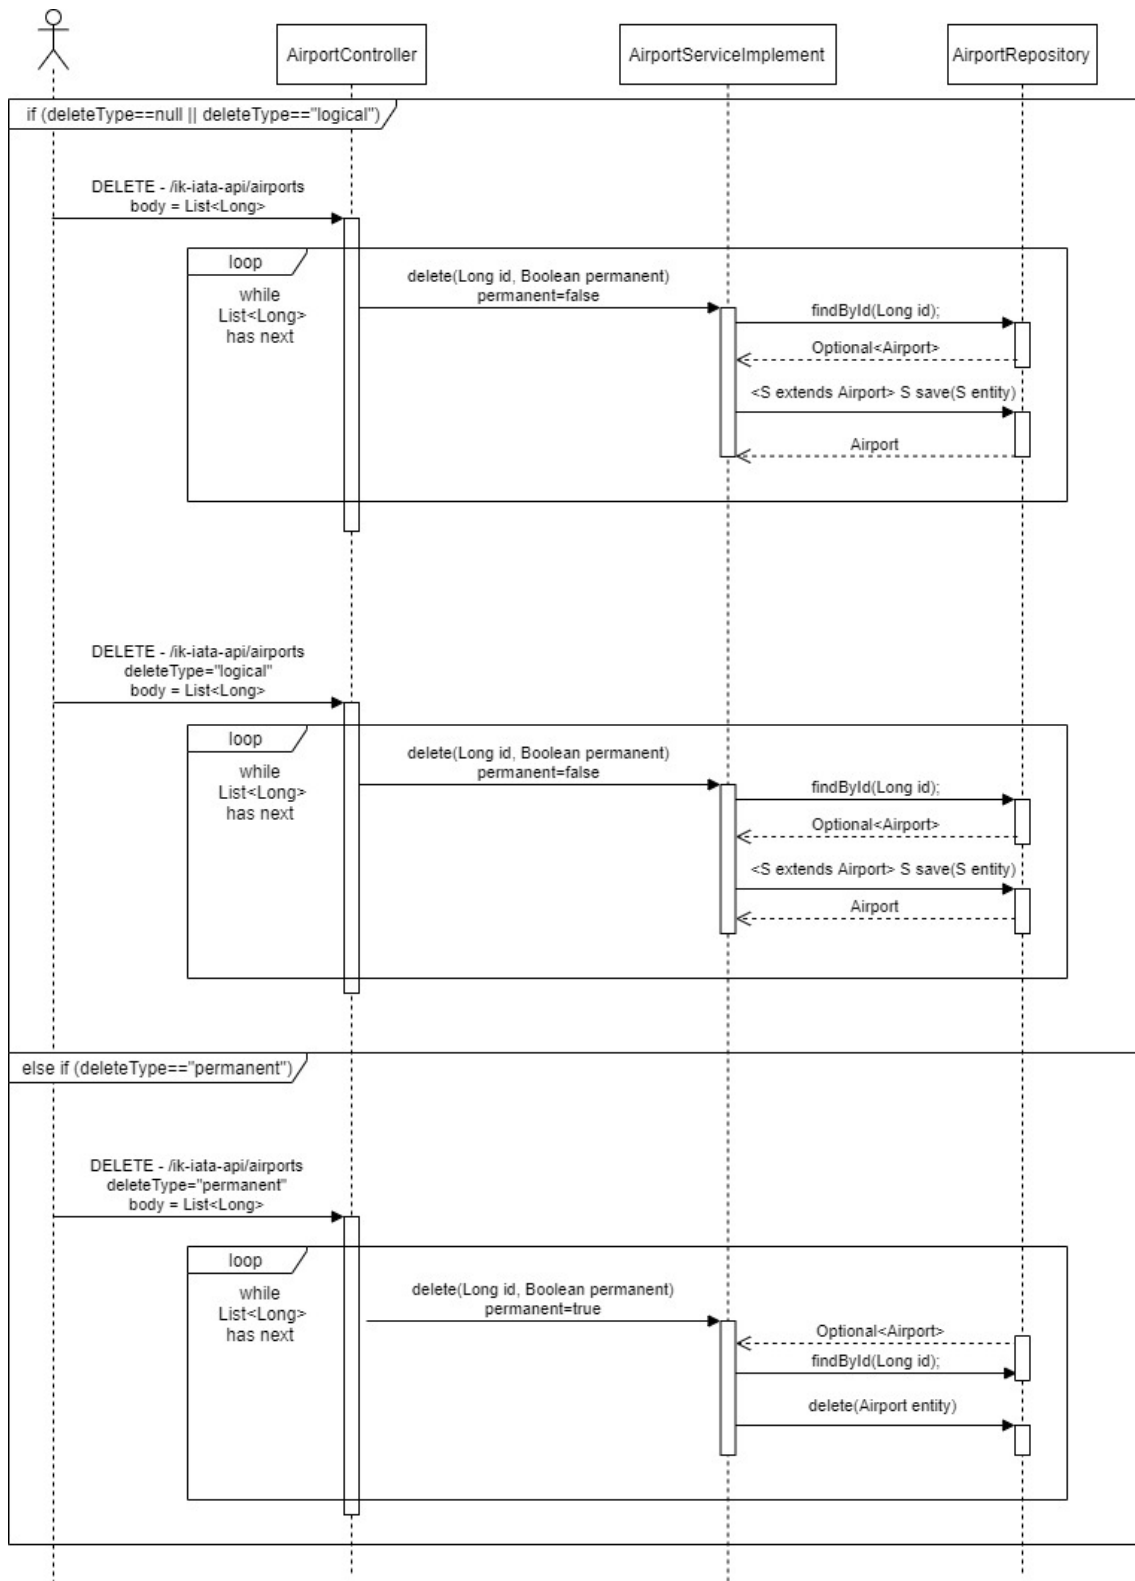 AirportController
AirportServiceImplement
AirportRepository
if (deleteType==null || deleteType=="logical")
DELETE - /ik-iata-api/airports
body = List<Long>
loop
while
List<Long>
has next
delete(Long id, Boolean permanent)
permanent=false
findById(Long id);
Optional<Airport>
<S extends Airport> S save(S entity)
Airport
DELETE - /ik-iata-api/airports
deleteType="logical"
body = List<Long>
loop
while
List<Long>
has next
delete(Long id, Boolean permanent)
permanent=false
findById(Long id);
Optional<Airport>
<S extends Airport> S save(S entity)
Airport
else if (deleteType=="permanent")
DELETE - /ik-iata-api/airports
deleteType="permanent"
body = List<Long>
loop
while
List<Long>
has next
delete(Long id, Boolean permanent)
permanent=true
Optional<Airport>
findById(Long id);
delete(Airport entity)